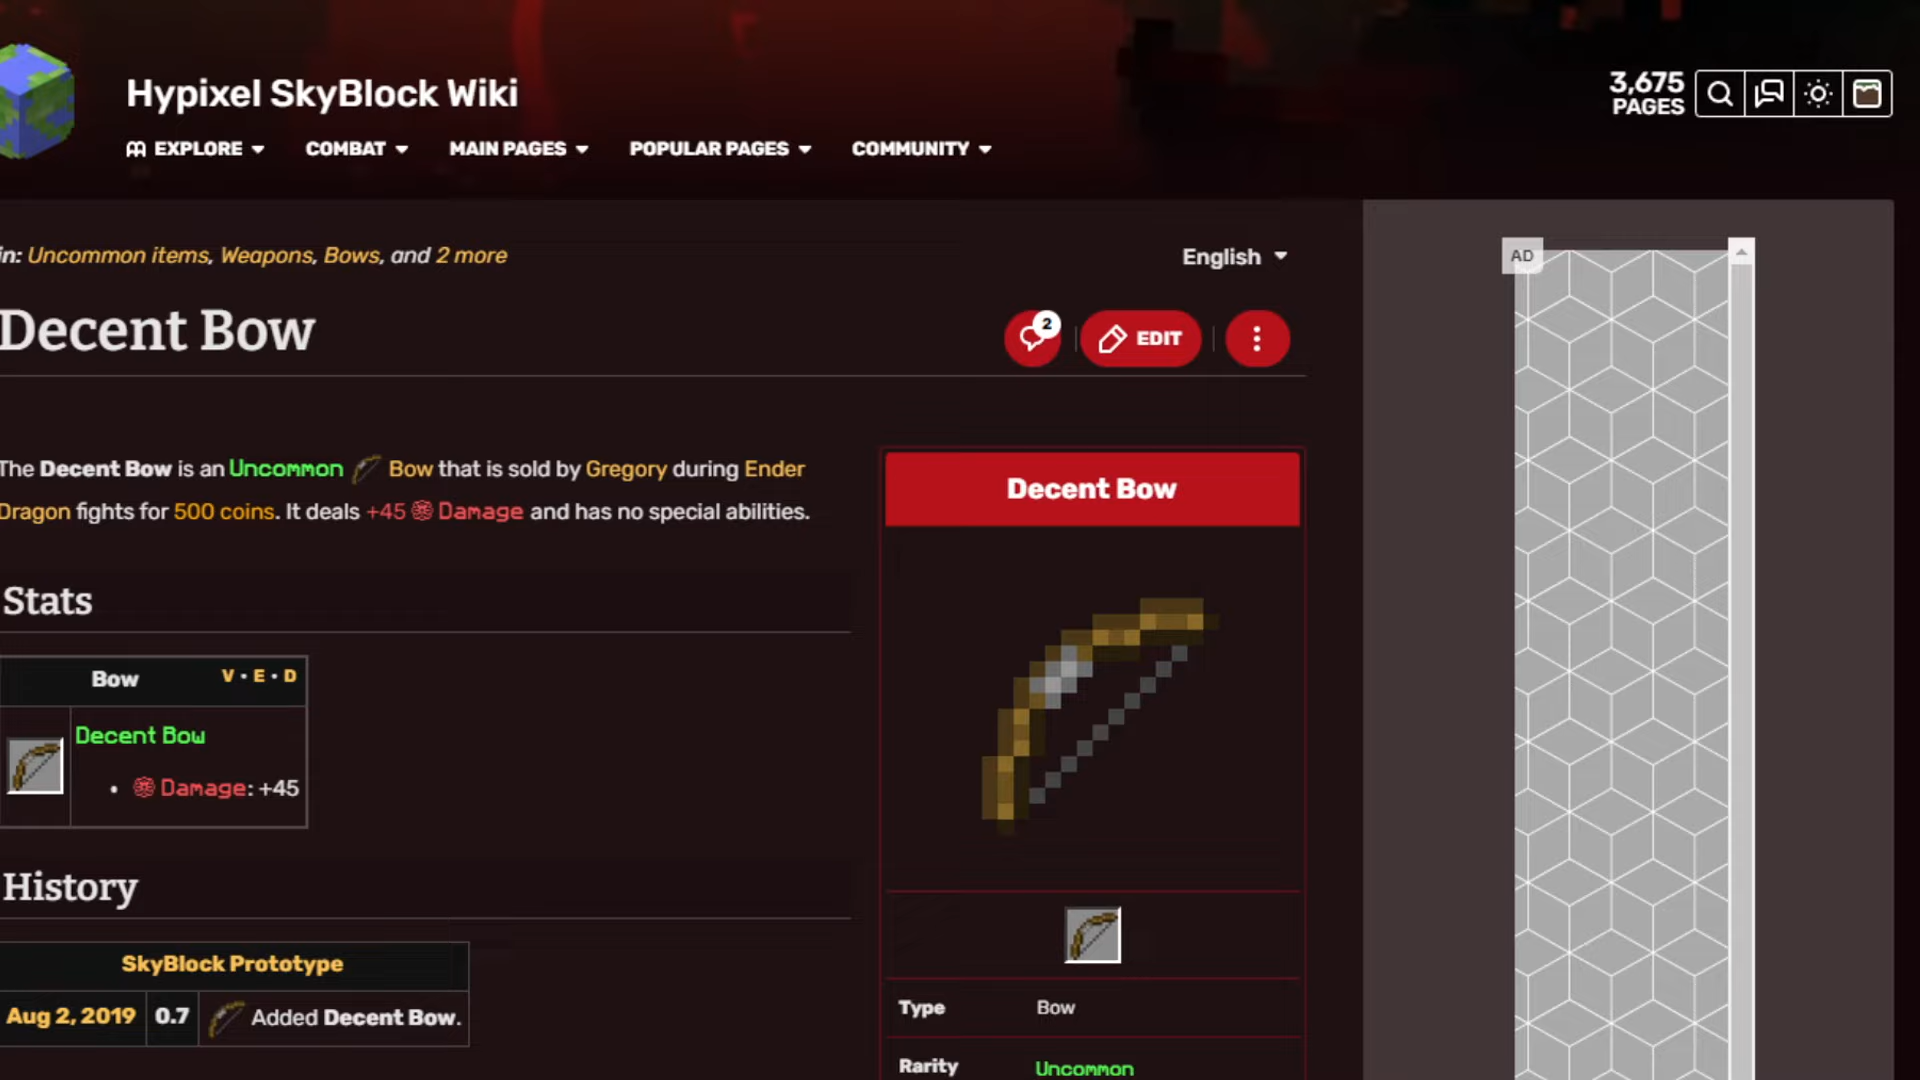 Hypixel SkyBlock Wiki
3,675
PAGES
EXPLORE
COMBAT
MAIN PAGES
POPULAR PAGES
COMMUNITY
in: Uncommon items, Weapons, Bows, and 2 more
English
AD
Decent Bow
2
EDIT
The Decent Bow is an Uncommon Bow that is sold by Gregory during Ender
Dragon fights for 500 coins. It deals +45 Damage and has no special abilities.
Stats
Bow
V • E • D
Decent Bow
• Damage: +45
History
SkyBlock Prototype
Aug 2, 2019 0.7 Added Decent Bow.
Decent Bow
Type Bow
Rarity Uncommon